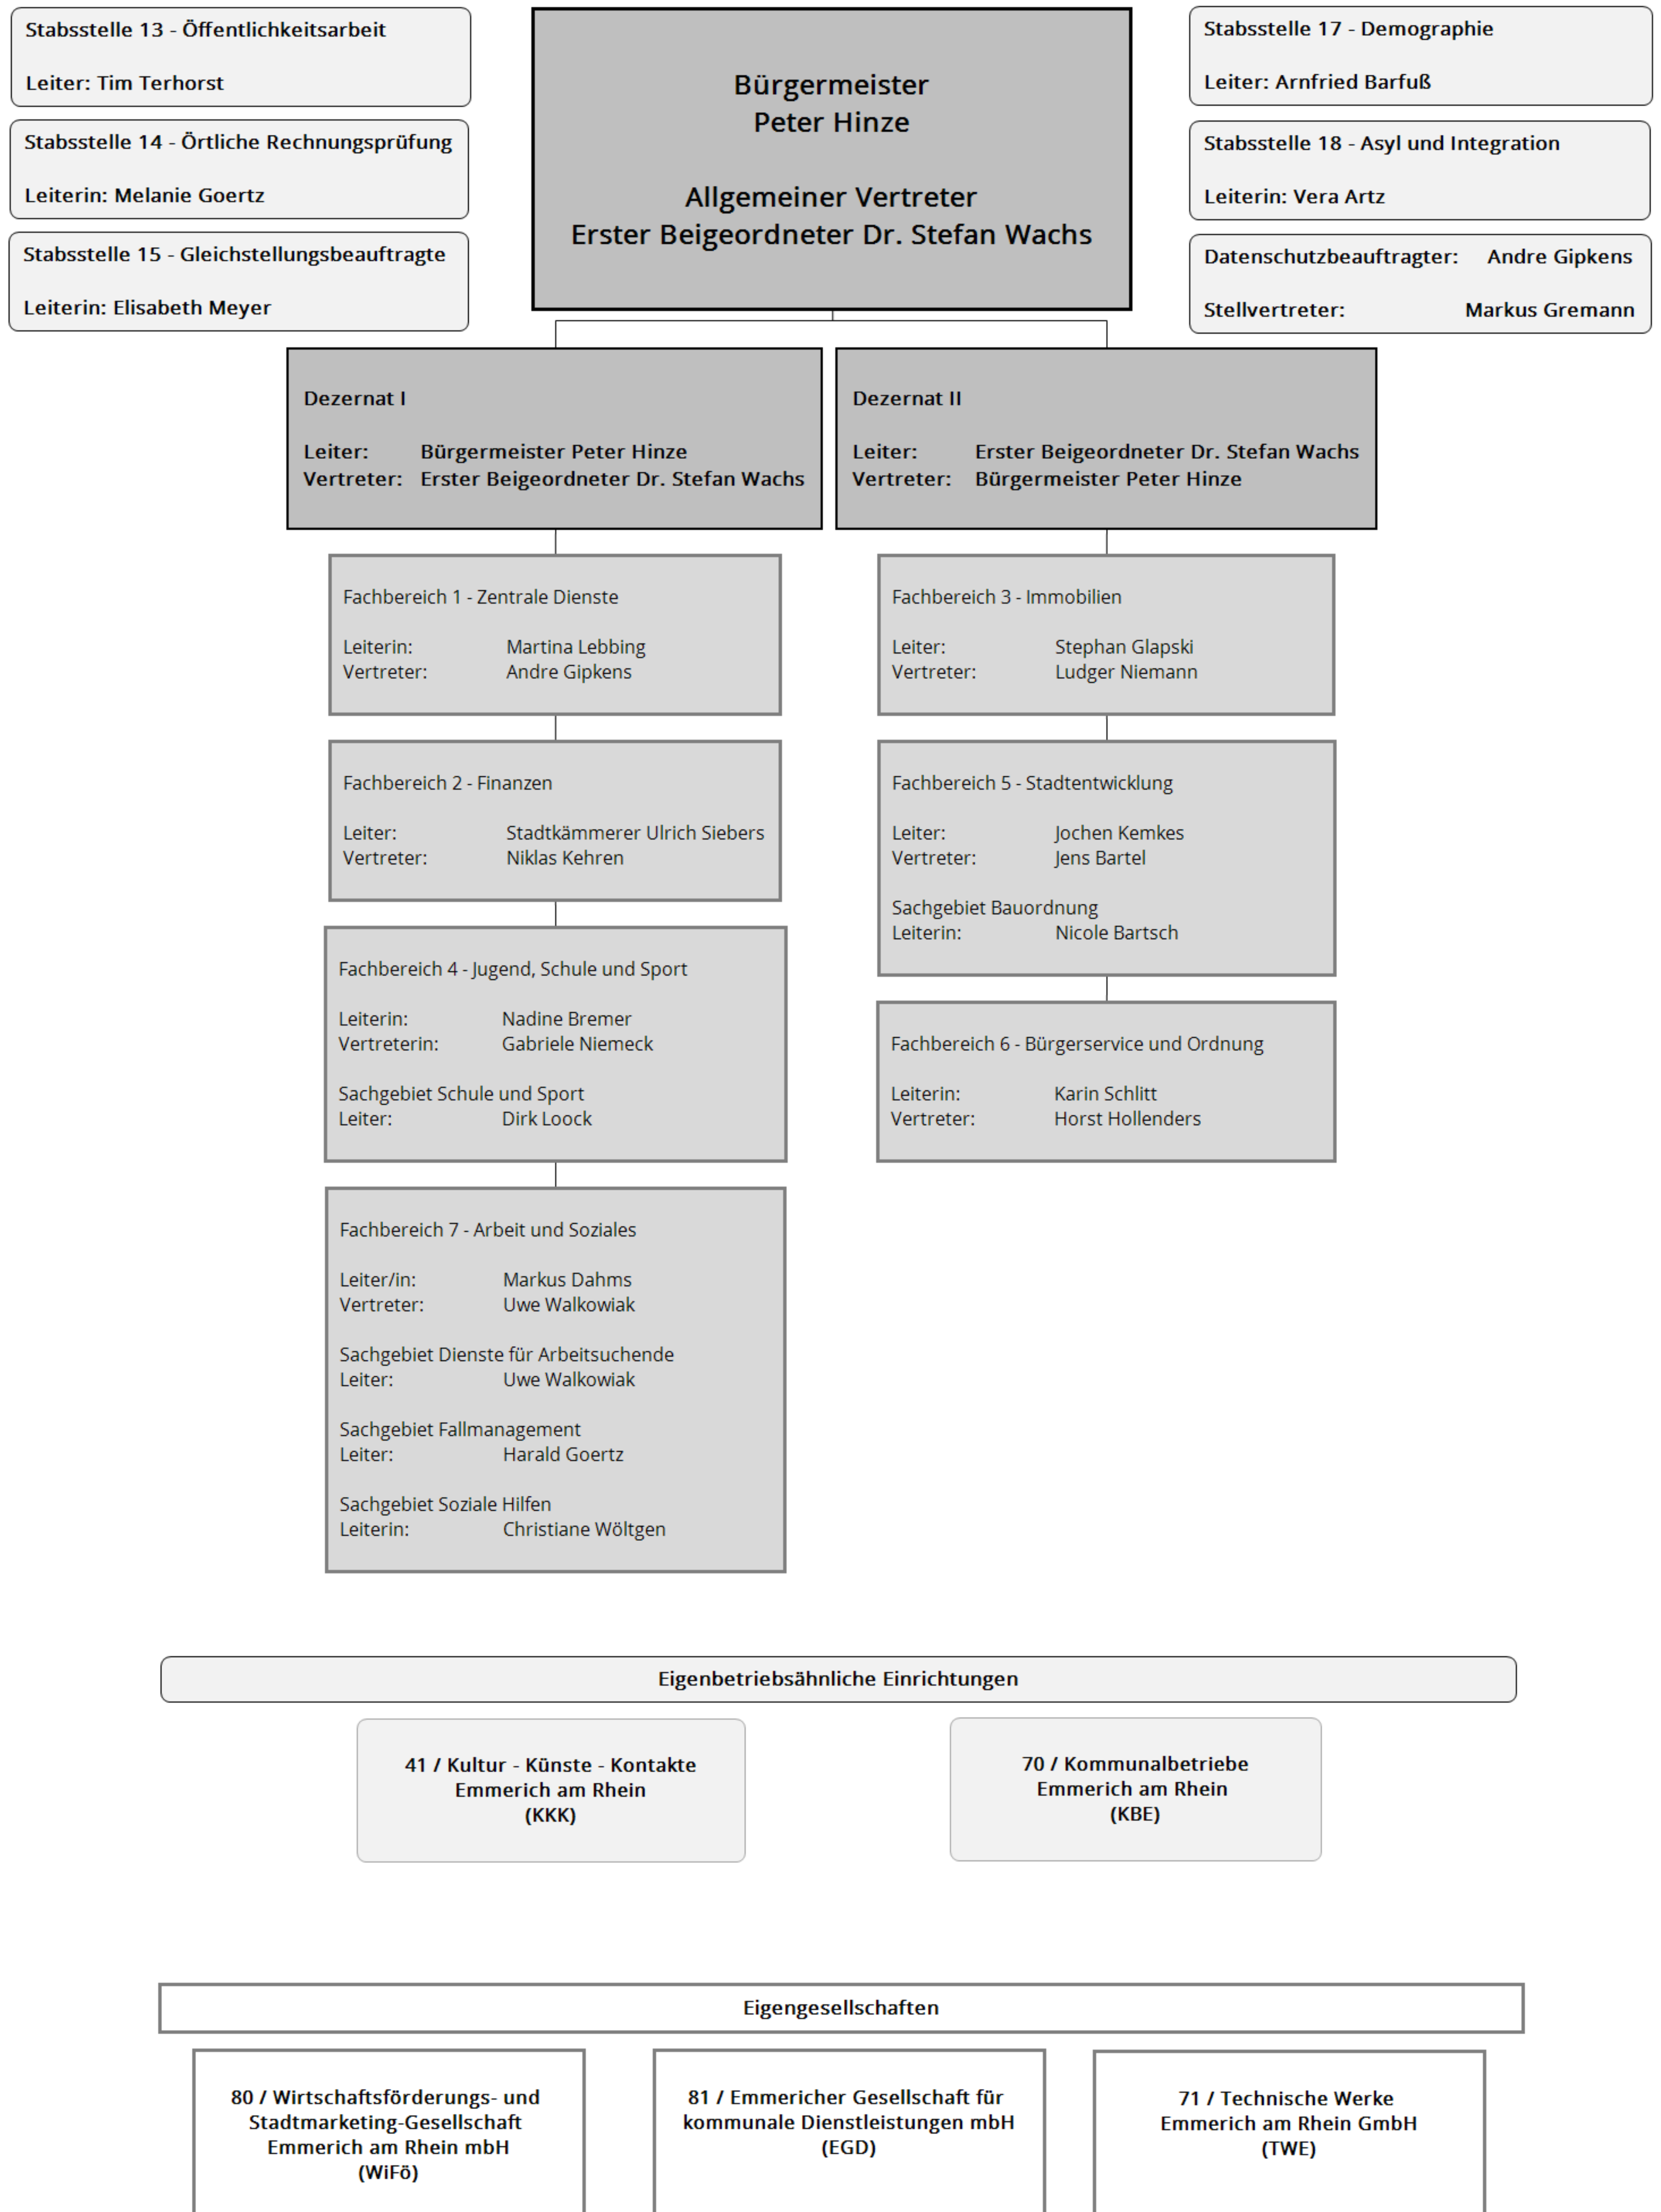 Stabsstelle 13 - Öffentlichkeitsarbeit
Leiter: Tim Terhorst
Stabsstelle 14 - Örtliche Rechnungsprüfung
Leiterin: Melanie Goertz
Stabsstelle 15 - Gleichstellungsbeauftragte
Leiterin: Elisabeth Meyer
Bürgermeister
Peter Hinze
Allgemeiner Vertreter
Erster Beigeordneter Dr. Stefan Wachs
Stabsstelle 17 - Demographie
Leiter: Arnfried Barfuß
Stabsstelle 18 - Asyl und Integration
Leiterin: Vera Artz
Datenschutzbeauftragter: Andre Gipkens
Stellvertreter: Markus Gremann
Dezernat I
Leiter: Bürgermeister Peter Hinze
Vertreter: Erster Beigeordneter Dr. Stefan Wachs
Dezernat II
Leiter: Erster Beigeordneter Dr. Stefan Wachs
Vertreter: Bürgermeister Peter Hinze
Fachbereich 1 - Zentrale Dienste
Leiterin: Martina Lebbing
Vertreter: Andre Gipkens
Fachbereich 2 - Finanzen
Leiter: Stadtkämmerer Ulrich Siebers
Vertreter: Niklas Kehren
Fachbereich 4 - Jugend, Schule und Sport
Leiterin: Nadine Bremer
Vertreterin: Gabriele Niemeck
Sachgebiet Schule und Sport
Leiter: Dirk Loock
Fachbereich 7 - Arbeit und Soziales
Leiter/in: Markus Dahms
Vertreter: Uwe Walkowiak
Sachgebiet Dienste für Arbeitsuchende
Leiter: Uwe Walkowiak
Sachgebiet Fallmanagement
Leiter: Harald Goertz
Sachgebiet Soziale Hilfen
Leiterin: Christiane Wöltgen
Fachbereich 3 - Immobilien
Leiter: Stephan Glapski
Vertreter: Ludger Niemann
Fachbereich 5 - Stadtentwicklung
Leiter: Jochen Kemkes
Vertreter: Jens Bartel
Sachgebiet Bauordnung
Leiterin: Nicole Bartsch
Fachbereich 6 - Bürgerservice und Ordnung
Leiterin: Karin Schlitt
Vertreter: Horst Hollenders
Eigenbetriebsähnliche Einrichtungen
41 / Kultur - Künste - Kontakte
Emmerich am Rhein
(KKK)
70 / Kommunalbetriebe
Emmerich am Rhein
(KBE)
Eigengesellschaften
80 / Wirtschaftsförderungs- und
Stadtmarketing-Gesellschaft
Emmerich am Rhein mbH
(WiFö)
81 / Emmericher Gesellschaft für
kommunale Dienstleistungen mbH
(EGD)
71 / Technische Werke
Emmerich am Rhein GmbH
(TWE)